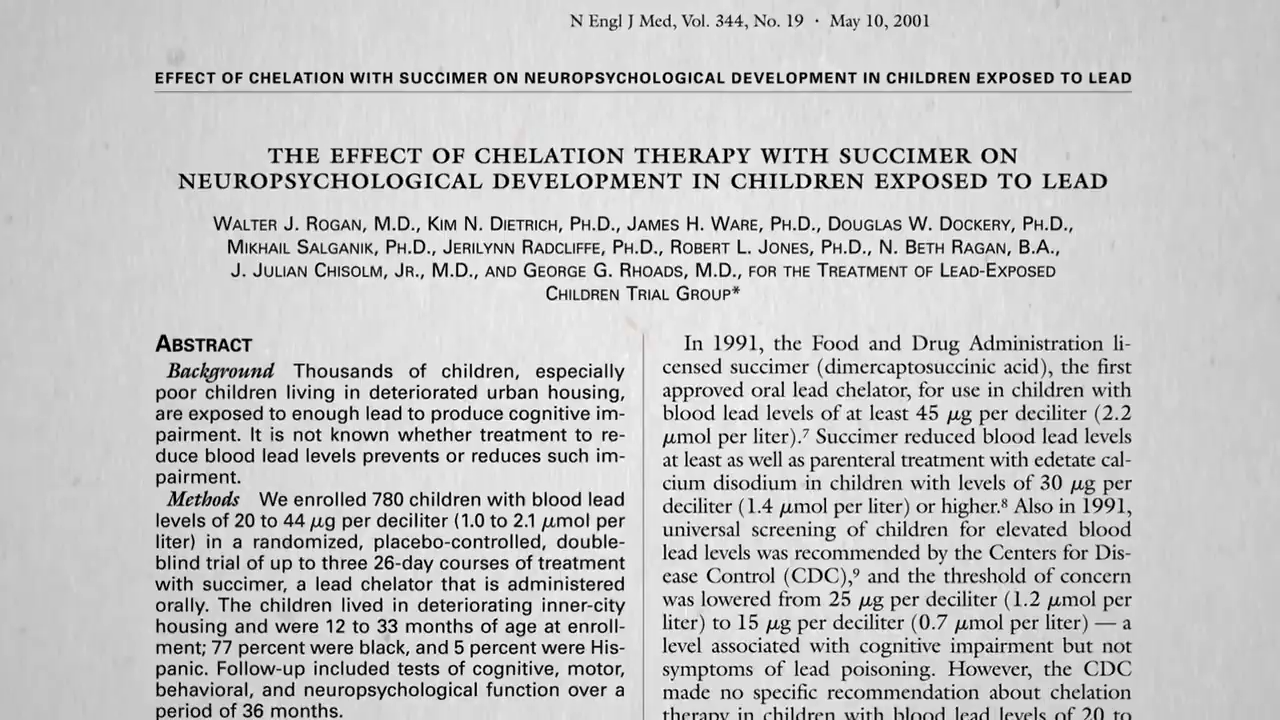 N Engl J Med, Vol. 344, No. 19 · May 10, 2001
EFFECT OF CHELATION WITH SUCCIMER ON NEUROPSYCHOLOGICAL DEVELOPMENT IN CHILDREN EXPOSED TO LEAD
THE EFFECT OF CHELATION THERAPY WITH SUCCIMER ON
NEUROPSYCHOLOGICAL DEVELOPMENT IN CHILDREN EXPOSED TO LEAD
WALTER J. ROGAN, M.D., KIM N. DIETRICH, PH.D., JAMES H. WARE, PH.D., DOUGLAS W. DOCKERY, PH.D.,
MIKHAIL SALGANIK, PH.D., JERILYNN RADCLIFFE, PH.D., ROBERT L. JONES, PH.D., N. BETH RAGAN, B.A.,
J. JULIAN CHISOLM, JR., M.D., AND GEORGE G. RHOADS, M.D., FOR THE TREATMENT OF LEAD-EXPOSED
CHILDREN TRIAL GROUP*
ABSTRACT
Background Thousands of children, especially
poor children living in deteriorated urban housing,
are exposed to enough lead to produce cognitive im-
pairment. It is not known whether treatment to re-
duce blood lead levels prevents or reduces such im-
pairment.
Methods We enrolled 780 children with blood lead
levels of 20 to 44 μg per deciliter (1.0 to 2.1 μmol per
liter) in a randomized, placebo-controlled, double-
blind trial of up to three 26-day courses of treatment
with succimer, a lead chelator that is administered
orally. The children lived in deteriorating inner-city
housing and were 12 to 33 months of age at enroll-
ment; 77 percent were black, and 5 percent were His-
panic. Follow-up included tests of cognitive, motor,
behavioral, and neuropsychological function over a
period of 36 months.
In 1991, the Food and Drug Administration li-
censed succimer (dimercaptosuccinic acid), the first
approved oral lead chelator, for use in children with
blood lead levels of at least 45 μg per deciliter (2.2
μmol per liter).⁷ Succimer reduced blood lead levels
at least as well as parenteral treatment with edetate cal-
cium disodium in children with levels of 30 μg per
deciliter (1.4 μmol per liter) or higher.⁸ Also in 1991,
universal screening of children for elevated blood
lead levels was recommended by the Centers for Dis-
ease Control (CDC),⁹ and the threshold of concern
was lowered from 25 μg per deciliter (1.2 μmol per
liter) to 15 μg per deciliter (0.7 μmol per liter) — a
level associated with cognitive impairment but not
symptoms of lead poisoning. However, the CDC
made no specific recommendation about chelation
therapy in children with blood lead levels of 20 to